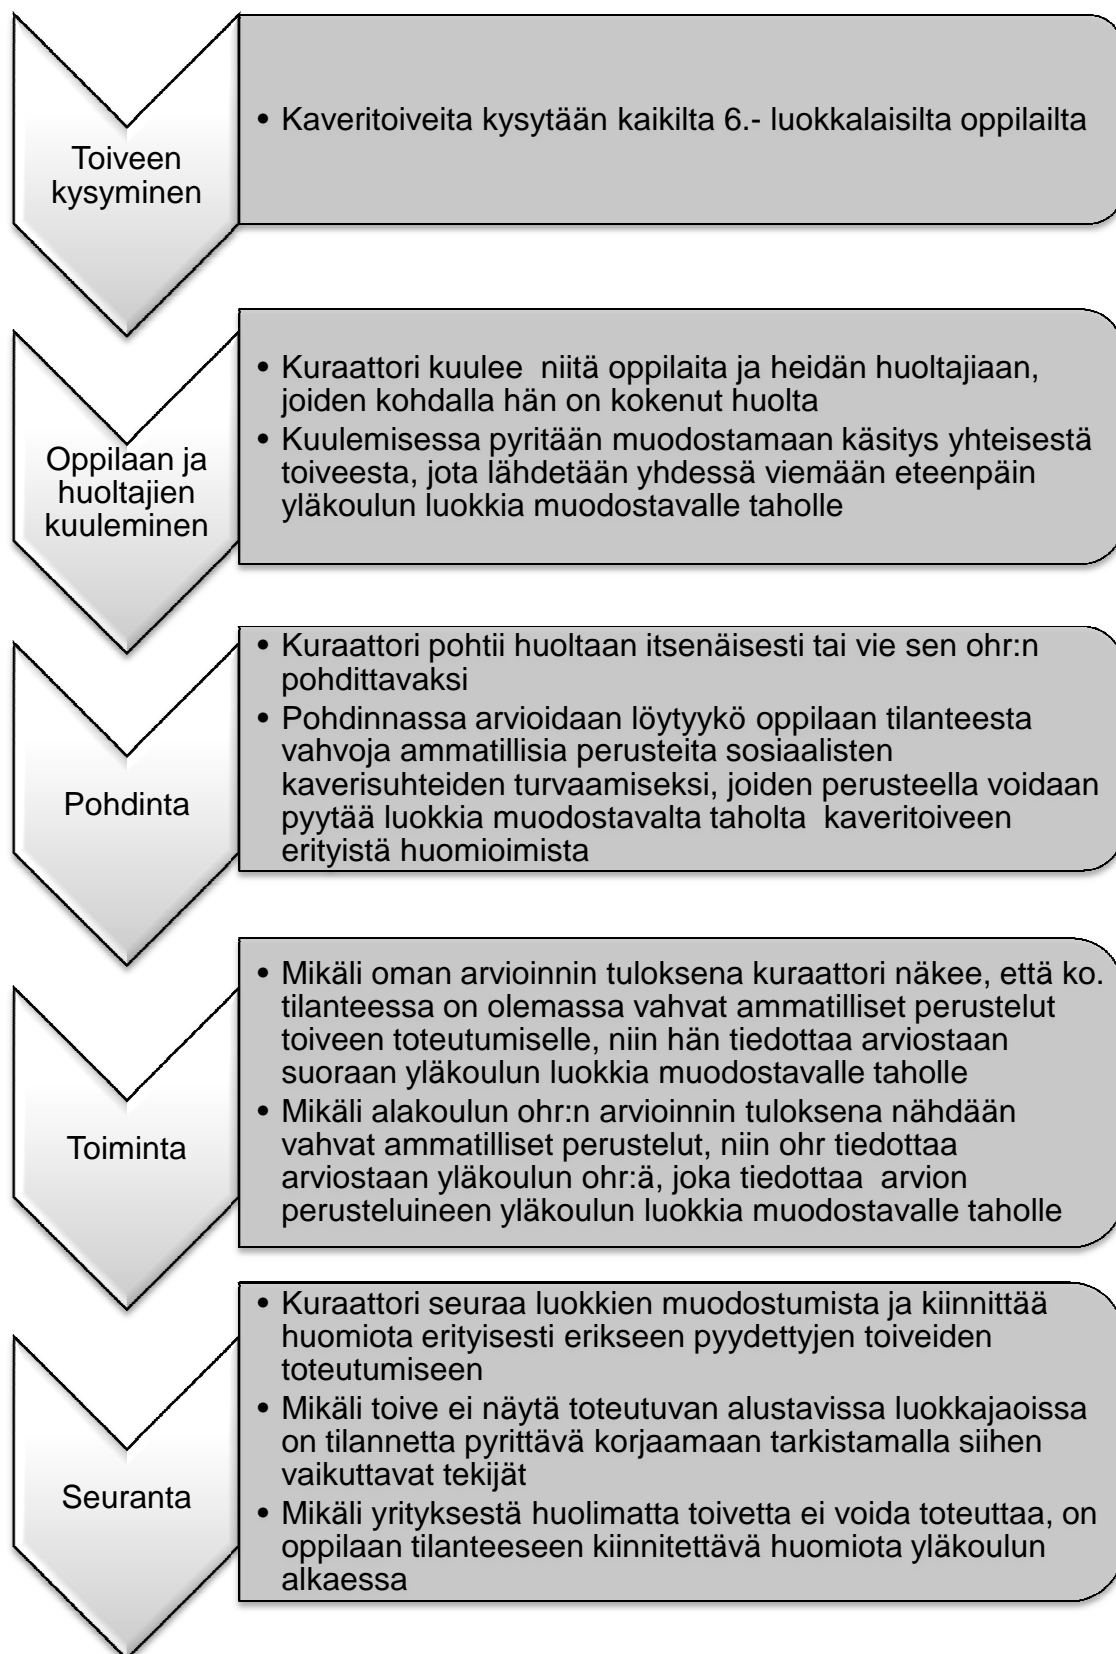 Toiveen
kysyminen
• Kaveritoiveita kysytään kaikilta 6.- luokkalaisilta oppilailta
Oppilaan ja
huoltajien
kuuleminen
• Kuraattori kuulee  niitä oppilaita ja heidän huoltajiaan,
joiden kohdalla hän on kokenut huolta
• Kuulemisessa pyritään muodostamaan käsitys yhteisestä
toiveesta, jota lähdetään yhdessä viemään eteenpäin
yläkoulun luokkia muodostavalle taholle
Pohdinta
• Kuraattori pohtii huoltaan itsenäisesti tai vie sen ohr:n
pohdittavaksi
• Pohdinnassa arvioidaan löytyykö oppilaan tilanteesta
vahvoja ammatillisia perusteita sosiaalisten
kaverisuhteiden turvaamiseksi, joiden perusteella voidaan
pyytää luokkia muodostavalta taholta  kaveritoiveen
erityistä huomioimista
Toiminta
• Mikäli oman arvioinnin tuloksena kuraattori näkee, että ko.
tilanteessa on olemassa vahvat ammatilliset perustelut
toiveen toteutumiselle, niin hän tiedottaa arviostaan
suoraan yläkoulun luokkia muodostavalle taholle
• Mikäli alakoulun ohr:n arvioinnin tuloksena nähdään
vahvat ammatilliset perustelut, niin ohr tiedottaa
arviostaan yläkoulun ohr:ä, joka tiedottaa  arvion
perusteluineen yläkoulun luokkia muodostavalle taholle
Seuranta
• Kuraattori seuraa luokkien muodostumista ja kiinnittää
huomiota erityisesti erikseen pyydettyjen toiveiden
toteutumiseen
• Mikäli toive ei näytä toteutuvan alustavissa luokkajaoissa
on tilannetta pyrittävä korjaamaan tarkistamalla siihen
vaikuttavat tekijät
• Mikäli yrityksestä huolimatta toivetta ei voida toteuttaa, on
oppilaan tilanteeseen kiinnitettävä huomiota yläkoulun
alkaessa